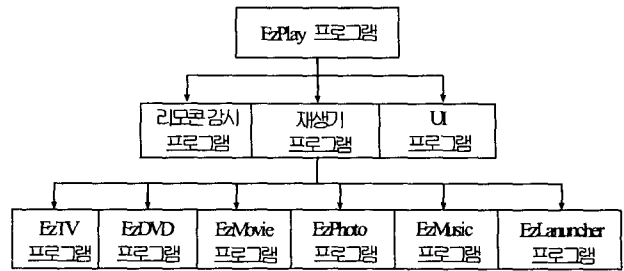 EzPlay 프로그램
리모콘 감시
프로그램
재생기
프로그램
UI
프로그램
EzTV
프로그램
EzDVD
프로그램
EzMovie
프로그램
EzPhoto
프로그램
EzMusic
프로그램
EzLanuncher
프로그램